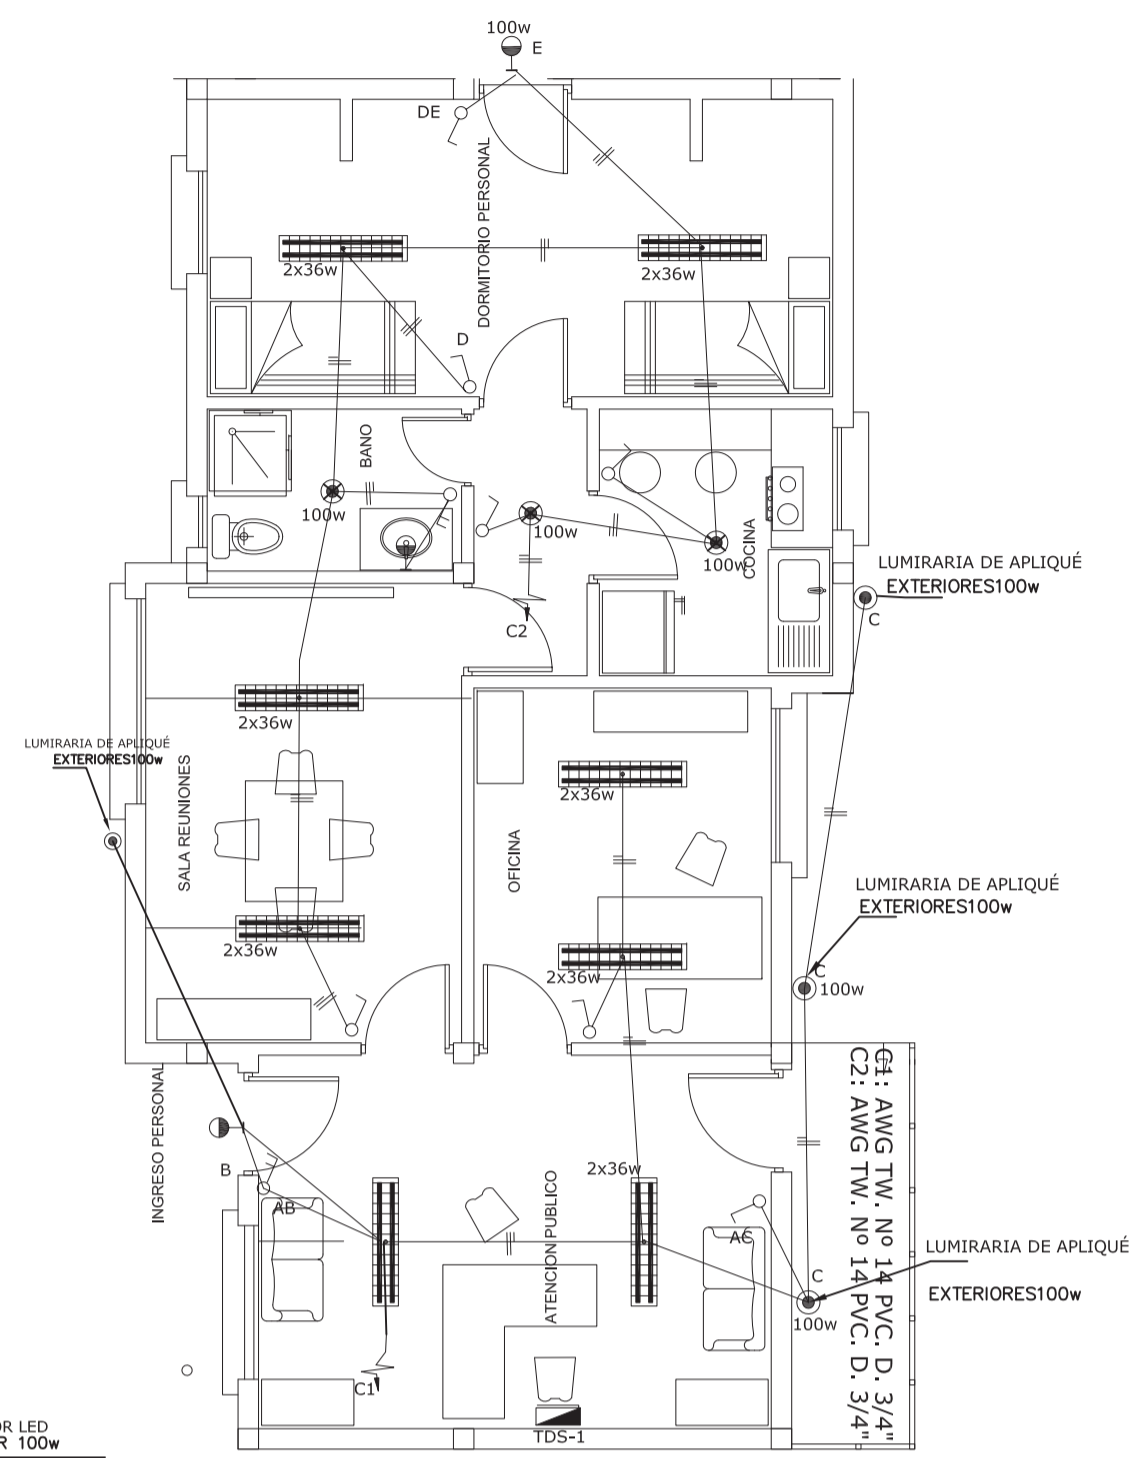 100w
E
DE
DORMITORIO PERSONAL
2x36w
2x36w
D
BANO
100w
100w
100w
COCINA
C2
LUMIRARIA DE APLIQUÉ
EXTERIORES100w
C
2x36w
LUMIRARIA DE APLIQUÉ
EXTERIORES100w
SALA REUNIONES
2x36w
OFICINA
2x36w
2x36w
LUMIRARIA DE APLIQUÉ
EXTERIORES100w
C
100w
INGRESO PERSONAL
B
AB
2x36w
ATENCION PUBLICO
AC
C1: AWG TW. Nº 14 PVC. D. 3/4"
C2: AWG TW. Nº 14 PVC. D. 3/4"
LUMIRARIA DE APLIQUÉ
EXTERIORES100w
C
100w
C1
TDS-1
OR LED
R 100w